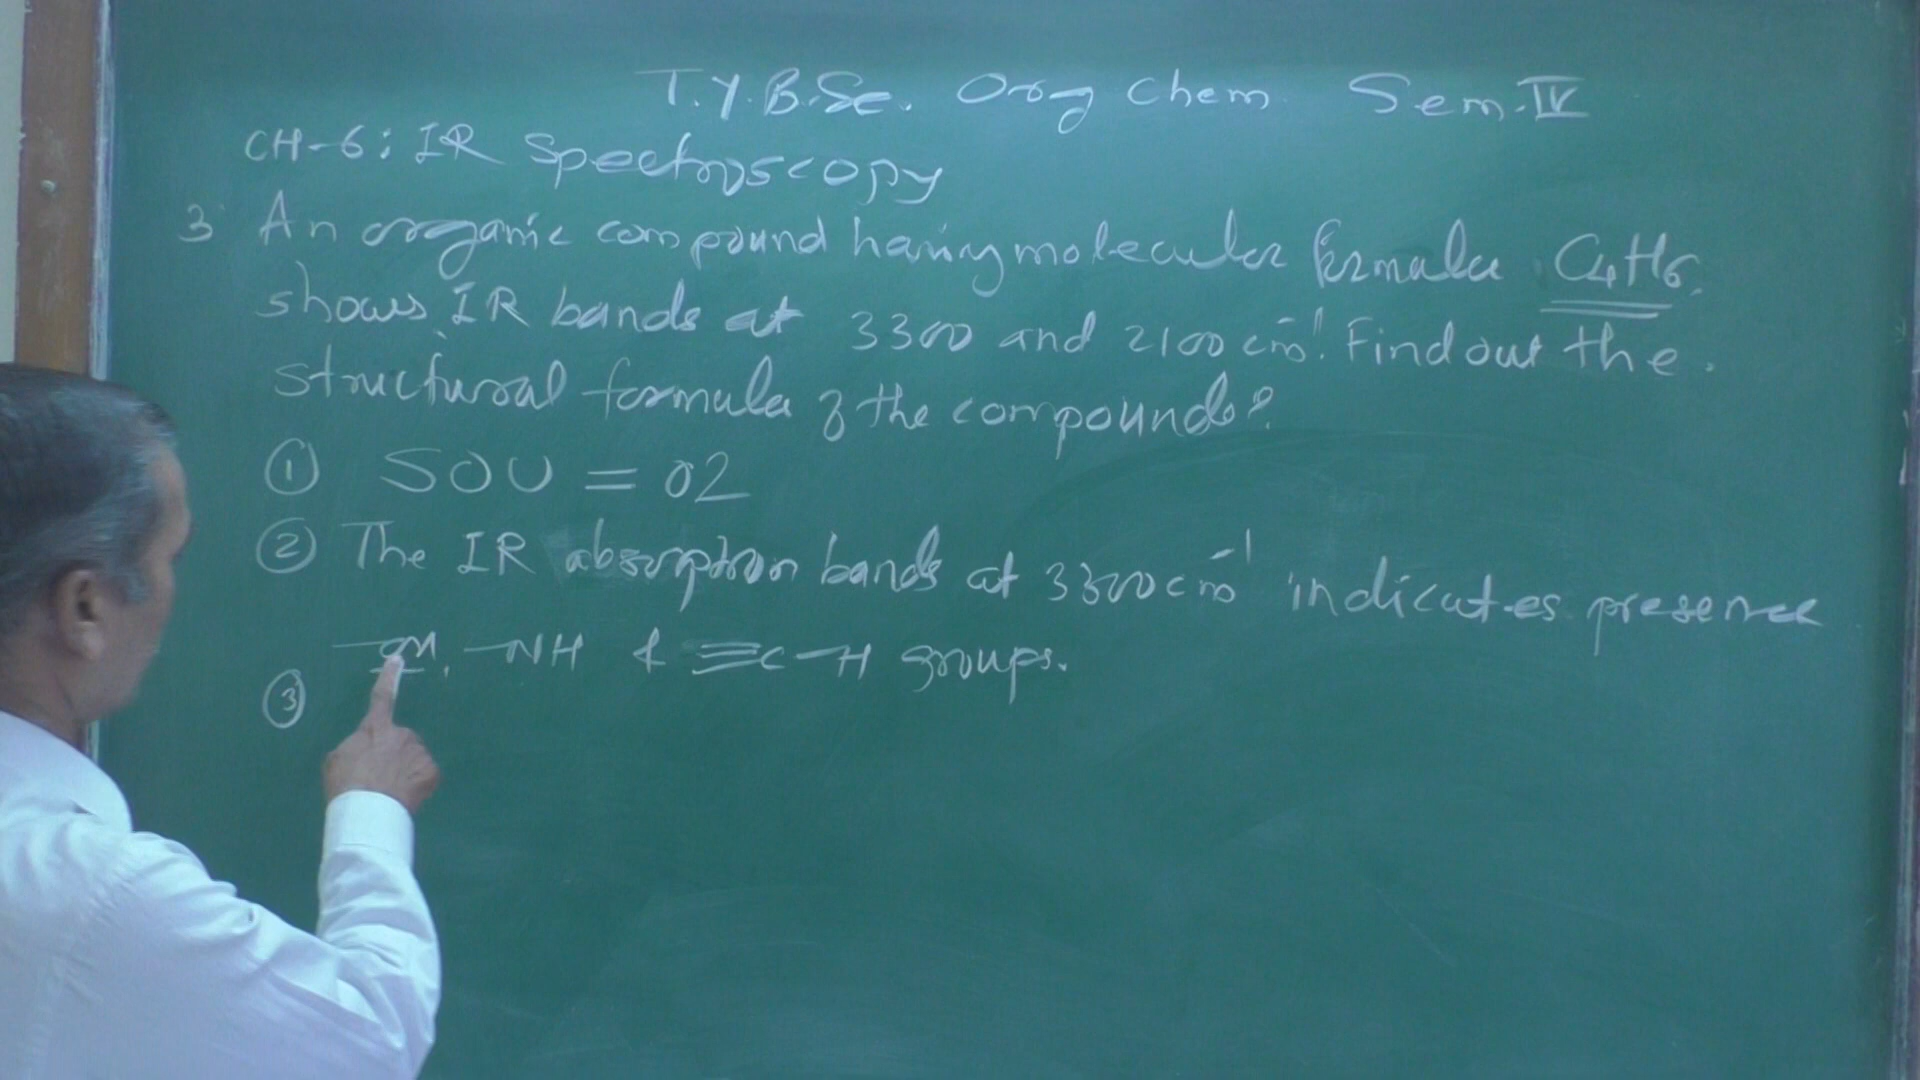 T.Y.B.Sc. Org Chem. Sem. IV
CH-6: IR Spectroscopy
3 An organic compound having molecular formula C4H6,
shows IR bands at 3300 and 2100 cm⁻¹. Find out the.
structural formula of the compounds?
① SOU = 02
② The IR absorption bands at 3300 cm⁻¹ indicates presence
-OH, -NH & ≡C-H groups.
③